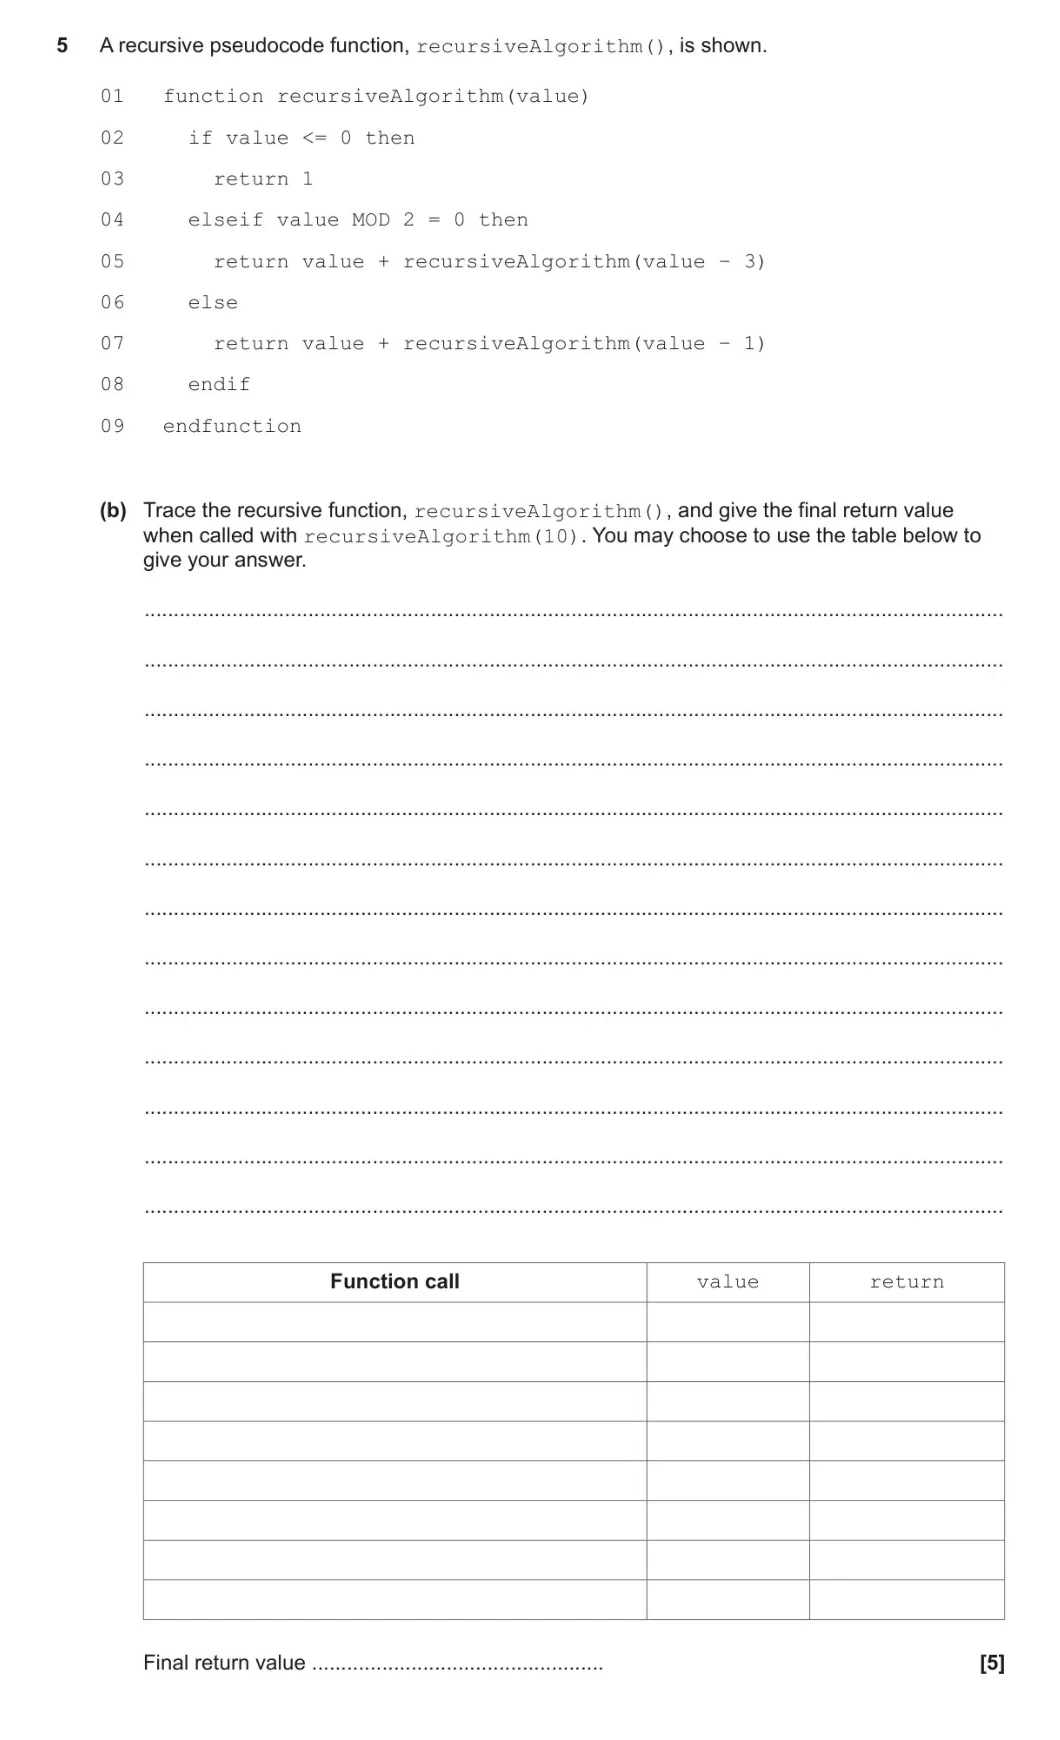 5 A recursive pseudocode function, recursiveAlgorithm(), is shown.
01 function recursiveAlgorithm(value)
02 if value <= 0 then
03 return 1
04 elseif value MOD 2 = 0 then
05 return value + recursiveAlgorithm(value – 3)
06 else
07 return value + recursiveAlgorithm(value – 1)
08 endif
09 endfunction
(b) Trace the recursive function, recursiveAlgorithm(), and give the final return value
when called with recursiveAlgorithm(10). You may choose to use the table below to
give your answer.
Function call value return
Final return value .................................................. [5]